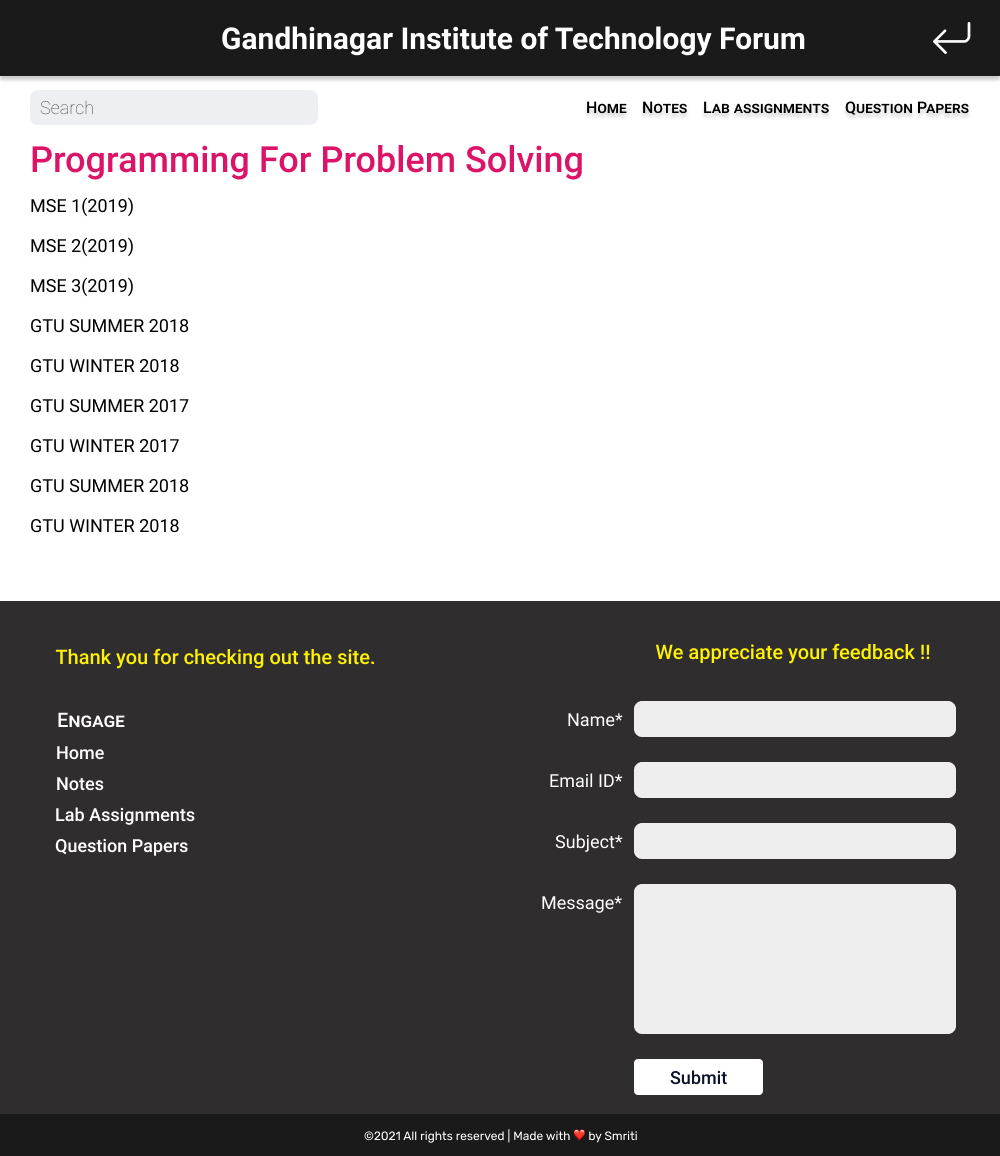 Gandhinagar Institute of Technology Forum
Search
Home Notes Lab assignments Question Papers
Programming For Problem Solving
MSE 1(2019)
MSE 2(2019)
MSE 3(2019)
GTU SUMMER 2018
GTU WINTER 2018
GTU SUMMER 2017
GTU WINTER 2017
GTU SUMMER 2018
GTU WINTER 2018
Thank you for checking out the site.
Engage
Home
Notes
Lab Assignments
Question Papers
We appreciate your feedback !!
Name*
Email ID*
Subject*
Message*
Submit
©2021 All rights reserved | Made with ❤️ by Smriti